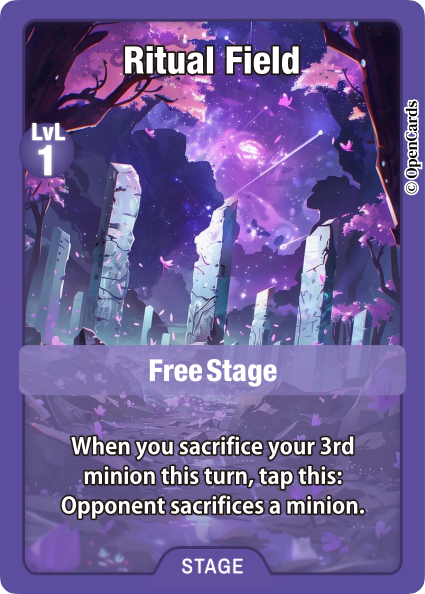 Ritual Field
LvL
1
© OpenCards
Free Stage
When you sacrifice your 3rd
minion this turn, tap this:
Opponent sacrifices a minion.
STAGE